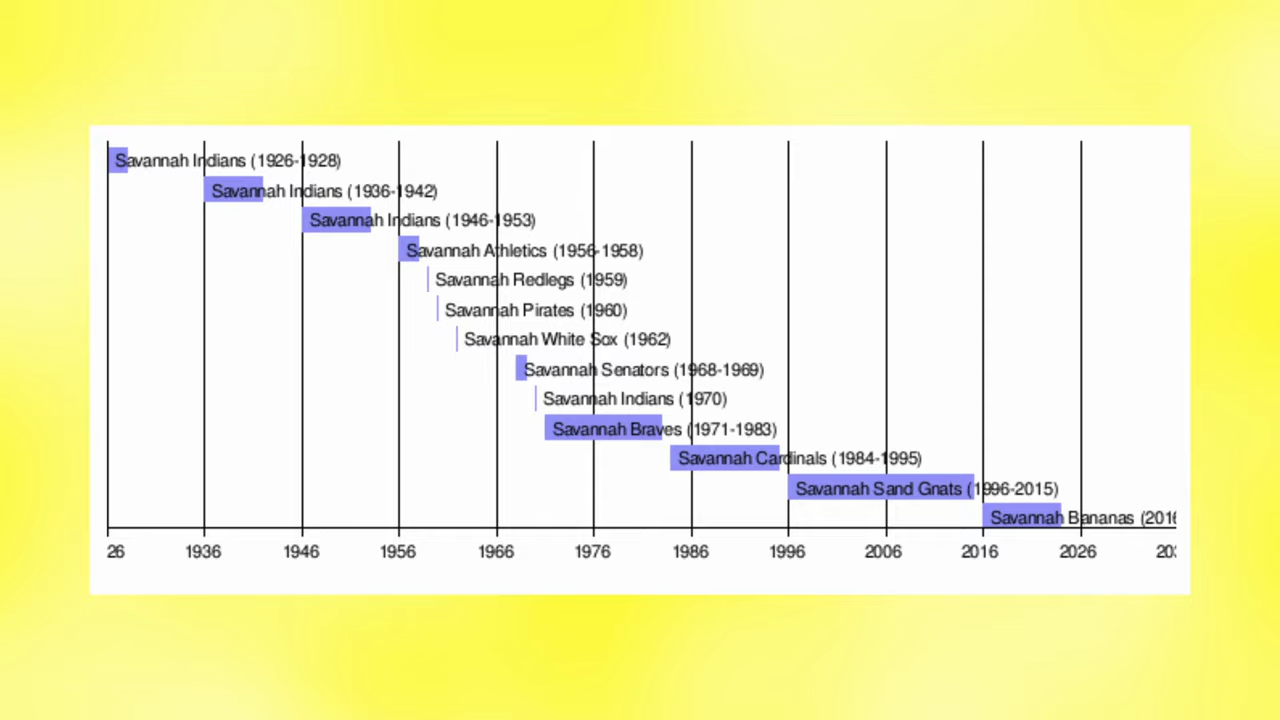 Savannah Indians (1926-1928)
Savannah Indians (1936-1942)
Savannah Indians (1946-1953)
Savannah Athletics (1956-1958)
Savannah Redlegs (1959)
Savannah Pirates (1960)
Savannah White Sox (1962)
Savannah Senators (1968-1969)
Savannah Indians (1970)
Savannah Braves (1971-1983)
Savannah Cardinals (1984-1995)
Savannah Sand Gnats (1996-2015)
Savannah Bananas (2016
26 1936 1946 1956 1966 1976 1986 1996 2006 2016 2026